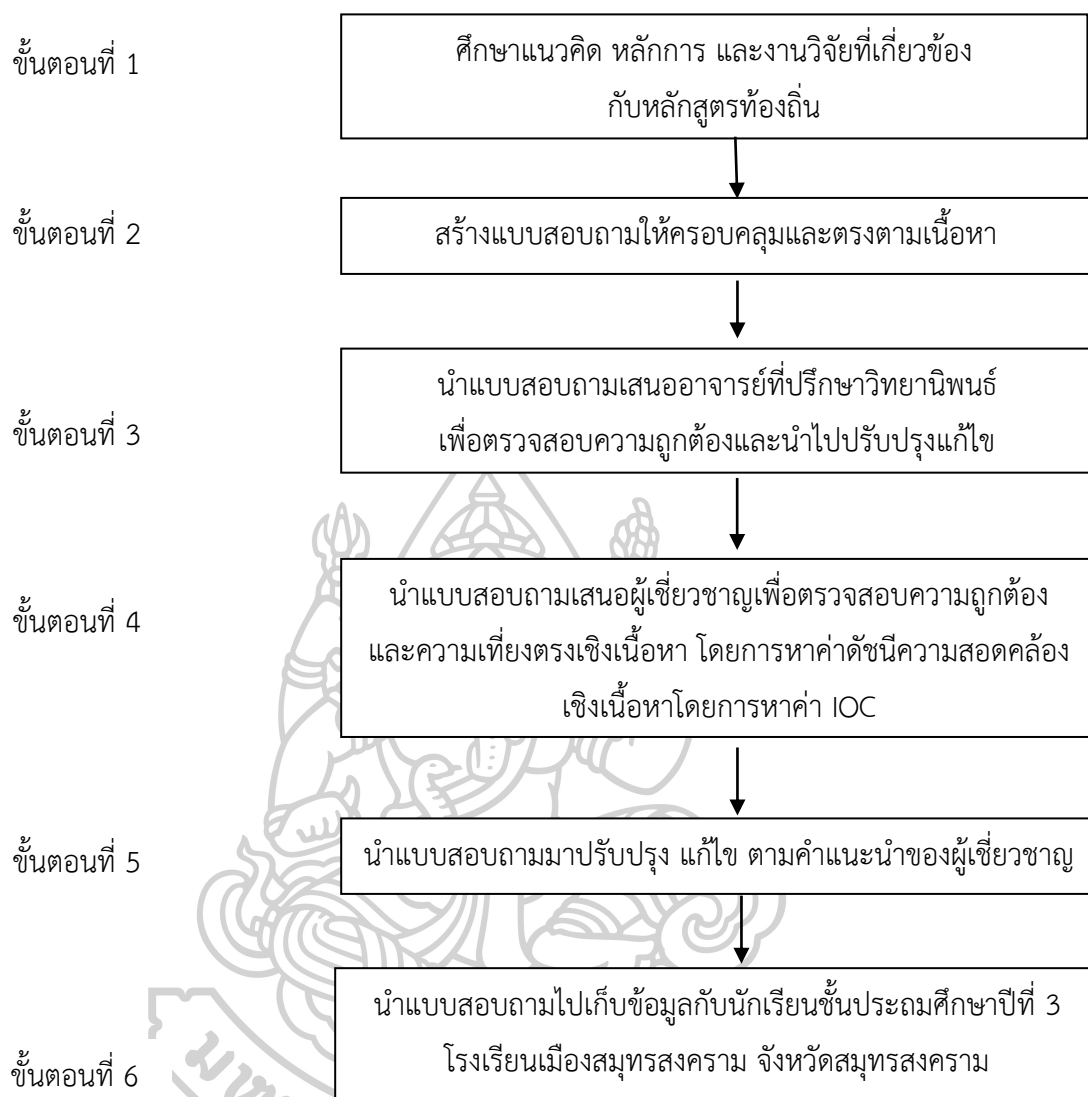 ขั้นตอนที่ 1
ศึกษาแนวคิด หลักการ และงานวิจัยที่เกี่ยวข้อง
กับหลักสูตรท้องถิ่น
ขั้นตอนที่ 2
สร้างแบบสอบถามให้ครอบคลุมและตรงตามเนื้อหา
ขั้นตอนที่ 3
นำแบบสอบถามเสนออาจารย์ที่ปรึกษาวิทยานิพนธ์
เพื่อตรวจสอบความถูกต้องและนำไปปรับปรุงแก้ไข
ขั้นตอนที่ 4
นำแบบสอบถามเสนอผู้เชี่ยวชาญเพื่อตรวจสอบความถูกต้อง
และความเที่ยงตรงเชิงเนื้อหา โดยการหาค่าดัชนีความสอดคล้อง
เชิงเนื้อหาโดยการหาค่า IOC
ขั้นตอนที่ 5
นำแบบสอบถามมาปรับปรุง แก้ไข ตามคำแนะนำของผู้เชี่ยวชาญ
ขั้นตอนที่ 6
นำแบบสอบถามไปเก็บข้อมูลกับนักเรียนชั้นประถมศึกษาปีที่ 3
โรงเรียนเมืองสมุทรสงคราม จังหวัดสมุทรสงคราม